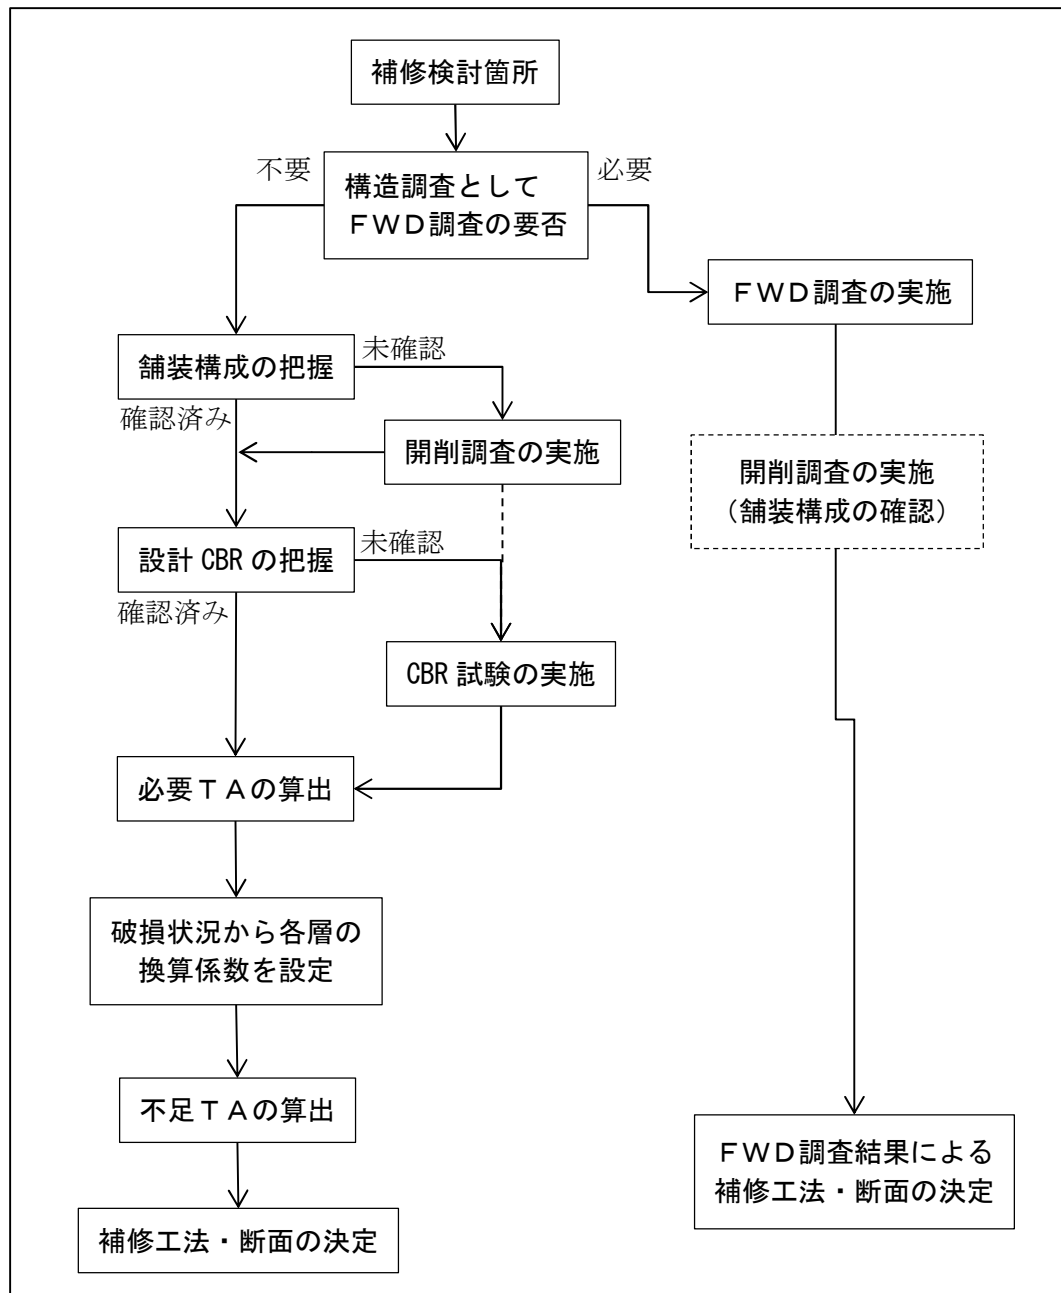 補修検討箇所
不要
必要
構造調査として
ＦＷＤ調査の要否
ＦＷＤ調査の実施
舗装構成の把握
未確認
確認済み
開削調査の実施
開削調査の実施
（舗装構成の確認）
設計 CBR の把握
未確認
確認済み
CBR 試験の実施
必要ＴＡの算出
破損状況から各層の
換算係数を設定
不足ＴＡの算出
ＦＷＤ調査結果による
補修工法・断面の決定
補修工法・断面の決定